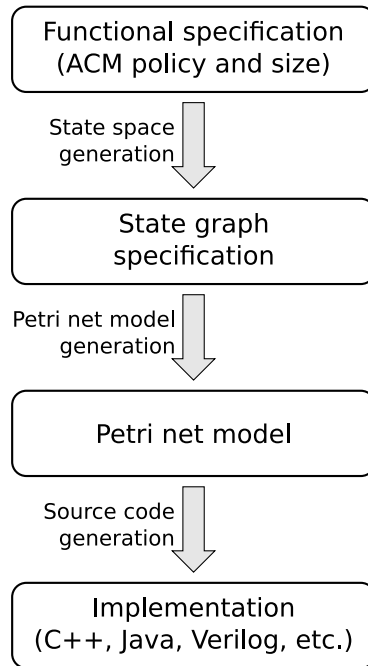 Functional specification
(ACM policy and size)
State space
generation
State graph
specification
Petri net model
generation
Petri net model
Source code
generation
Implementation
(C++, Java, Verilog, etc.)